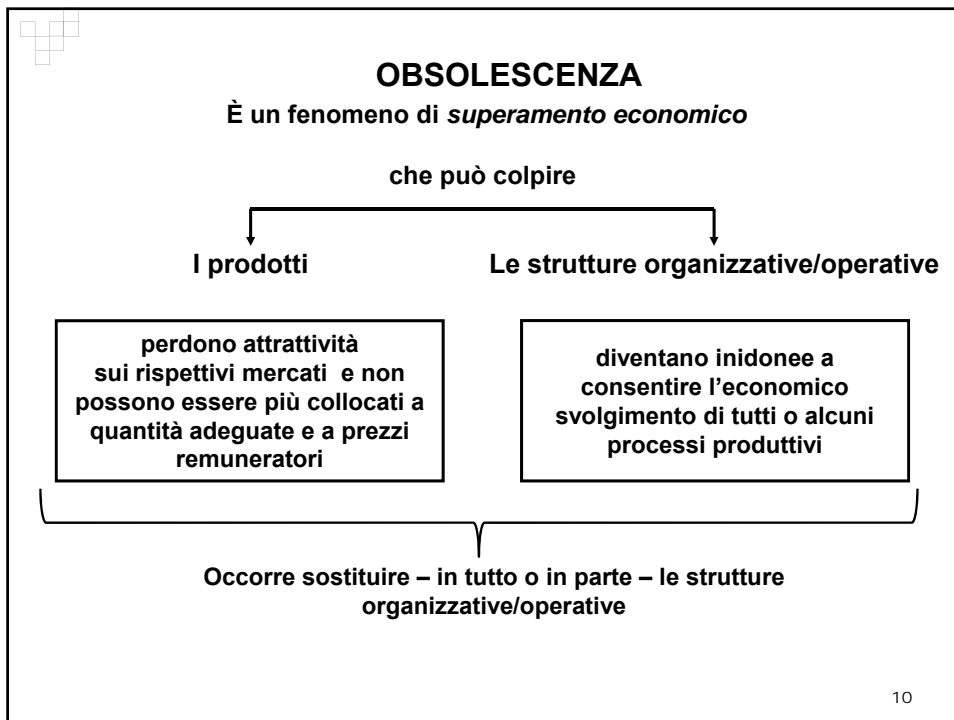 OBSOLESCENZA
È un fenomeno di superamento economico
che può colpire
I prodotti
perdono attrattività
sui rispettivi mercati e non
possono essere più collocati a
quantità adeguate e a prezzi
remuneratori
Le strutture organizzative/operative
diventano inidonee a
consentire l'economico
svolgimento di tutti o alcuni
processi produttivi
Occorre sostituire – in tutto o in parte – le strutture
organizzative/operative
10